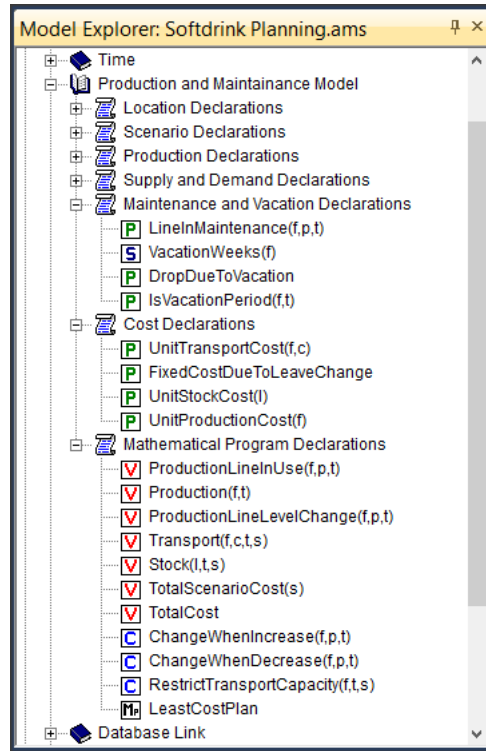 Model Explorer: Softdrink Planning.ams
Time
Production and Maintainance Model
Location Declarations
Scenario Declarations
Production Declarations
Supply and Demand Declarations
Maintenance and Vacation Declarations
P LineInMaintenance(f,p,t)
S VacationWeeks(f)
P DropDueToVacation
P IsVacationPeriod(f,t)
Cost Declarations
P UnitTransportCost(f,c)
P FixedCostDueToLeaveChange
P UnitStockCost(l)
P UnitProductionCost(f)
Mathematical Program Declarations
V ProductionLineInUse(f,p,t)
V Production(f,t)
V ProductionLineLevelChange(f,p,t)
V Transport(f,c,t,s)
V Stock(l,t,s)
V TotalScenarioCost(s)
V TotalCost
C ChangeWhenIncrease(f,p,t)
C ChangeWhenDecrease(f,p,t)
C RestrictTransportCapacity(f,t,s)
MP LeastCostPlan
Database Link